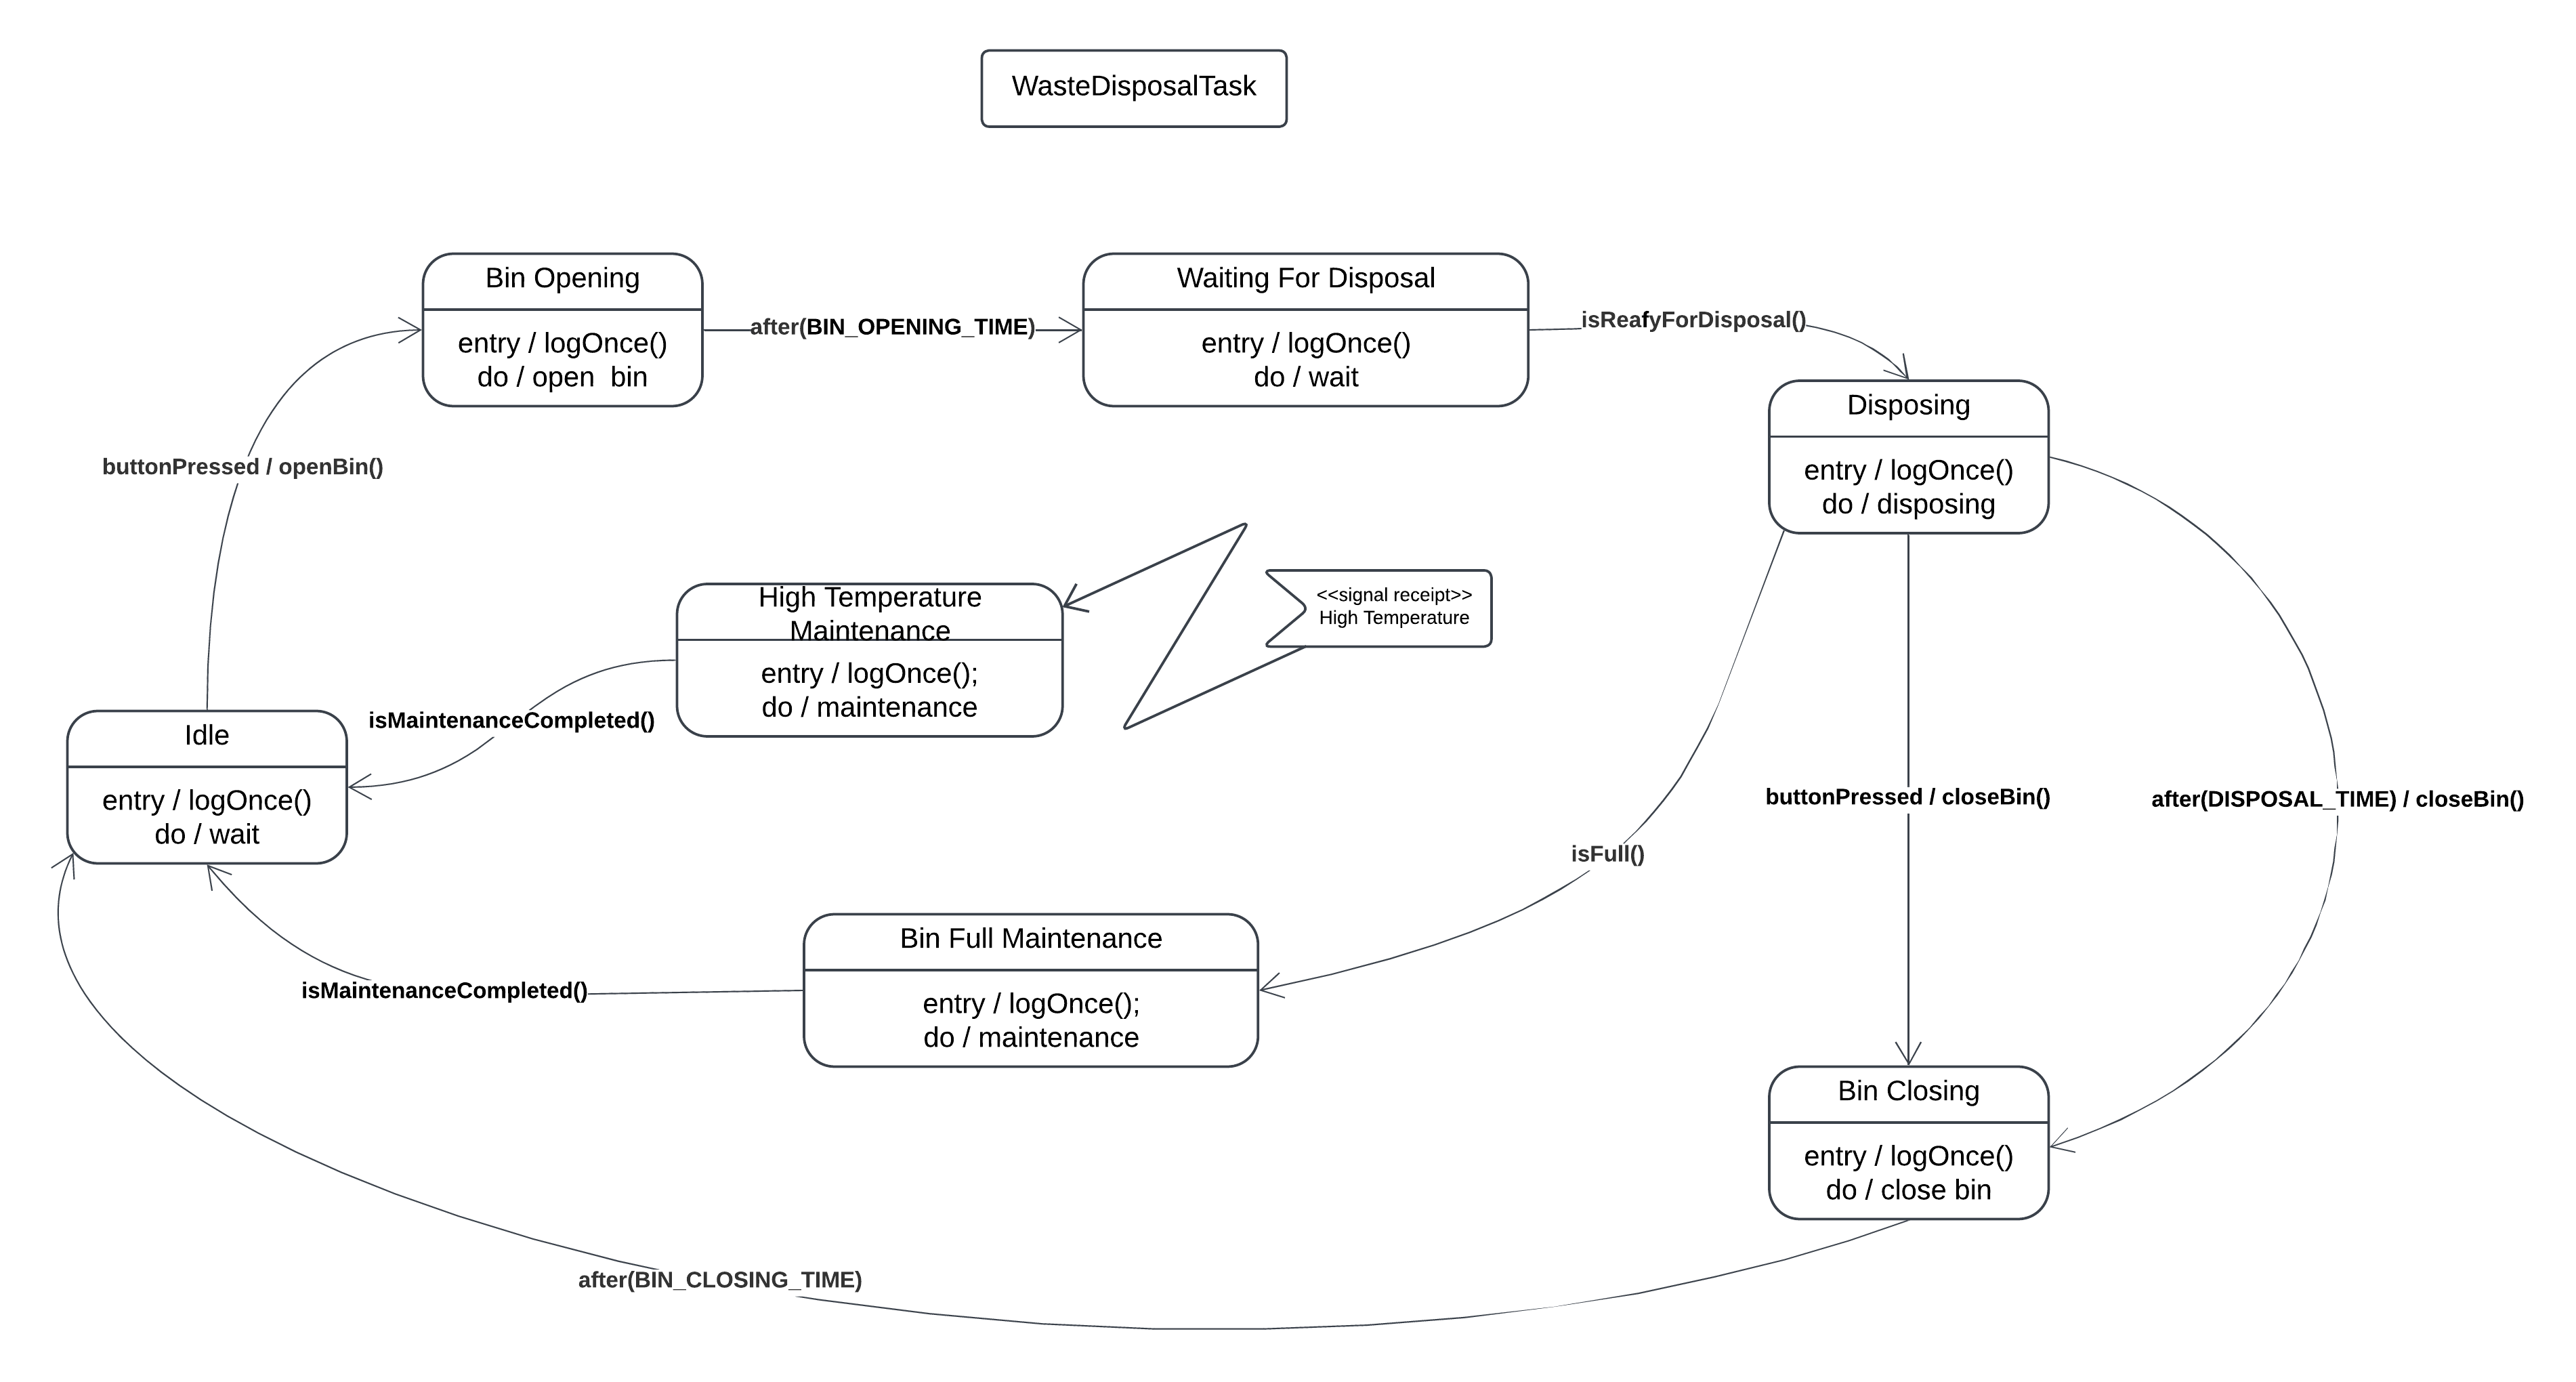 WasteDisposalTask
Bin Opening
entry / logOnce()
do / open  bin
after(BIN_OPENING_TIME)
Waiting For Disposal
entry / logOnce()
do / wait
isReafyForDisposal()
Disposing
entry / logOnce()
do / disposing
buttonPressed / openBin()
High Temperature
Maintenance
entry / logOnce();
do / maintenance
<<signal receipt>>
High Temperature
isMaintenanceCompleted()
Idle
entry / logOnce()
do / wait
buttonPressed / closeBin()
after(DISPOSAL_TIME) / closeBin()
isFull()
Bin Full Maintenance
entry / logOnce();
do / maintenance
isMaintenanceCompleted()
Bin Closing
entry / logOnce()
do / close bin
after(BIN_CLOSING_TIME)